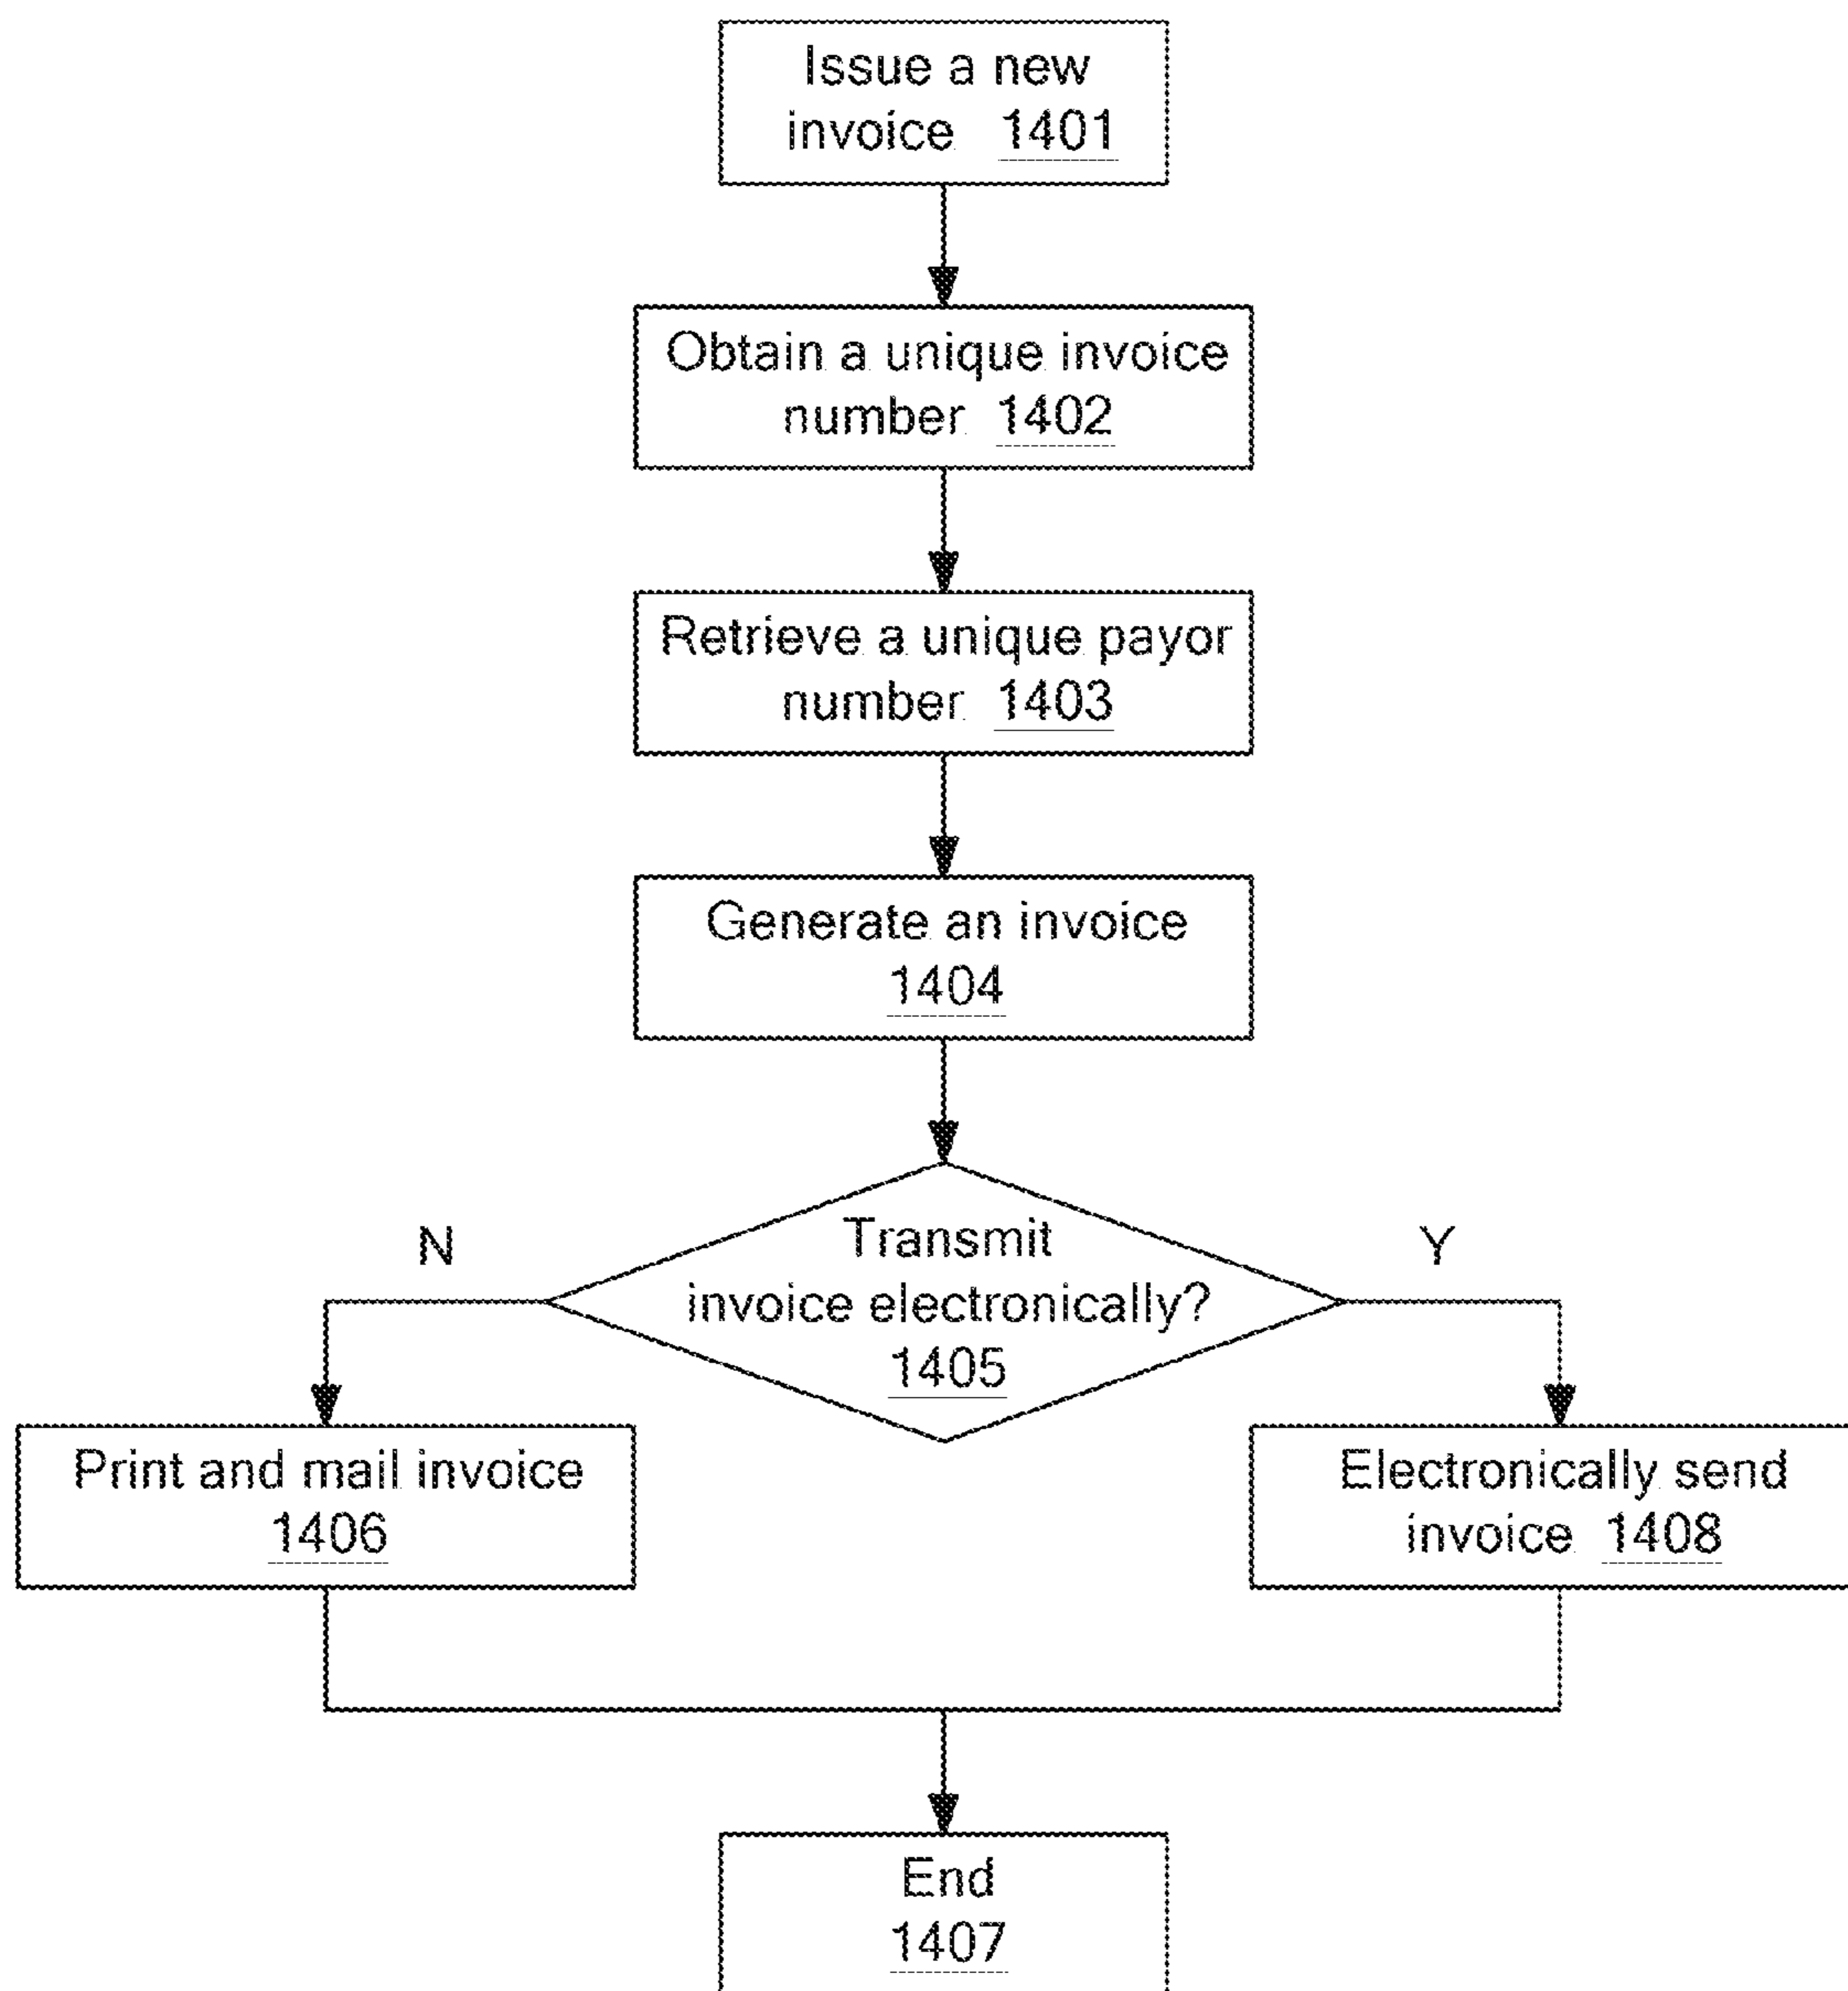 Issue a new
invoice 1401
Obtain a unique invoice
number 1402
Retrieve a unique payor
number 1403
Generate an invoice
1404
Transmit
invoice electronically?
1405
N
Y
Print and mail invoice
1406
Electronically send
invoice 1408
End
1407